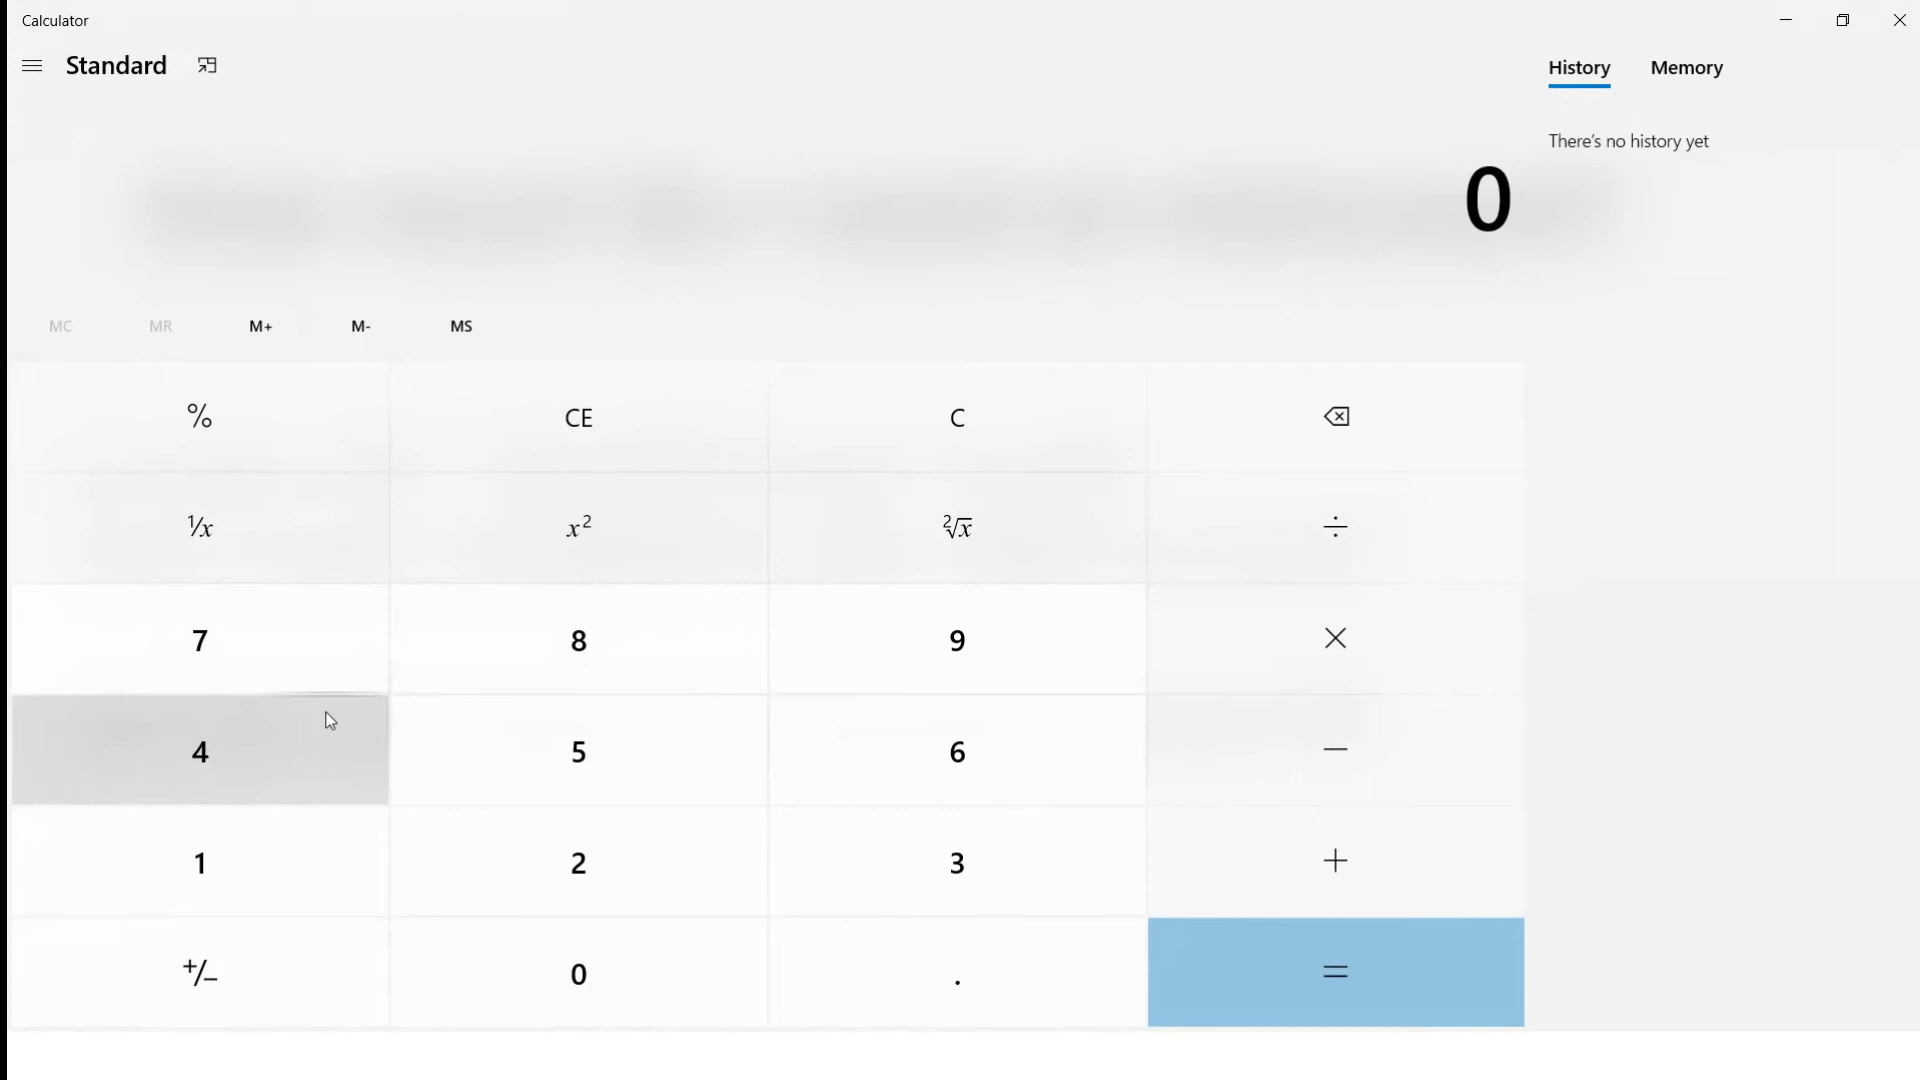 Calculator
Standard
History Memory
There's no history yet
0
MC MR M+ M- MS
% CE C
¹/x x² ²√x ÷
7 8 9 ×
4 5 6 −
1 2 3 +
+/− 0 . =